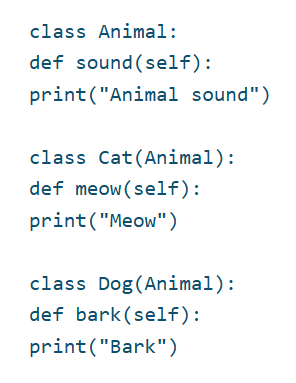 class Animal:
def sound(self):
print("Animal sound")
class Cat(Animal):
def meow(self):
print("Meow")
class Dog(Animal):
def bark(self):
print("Bark")